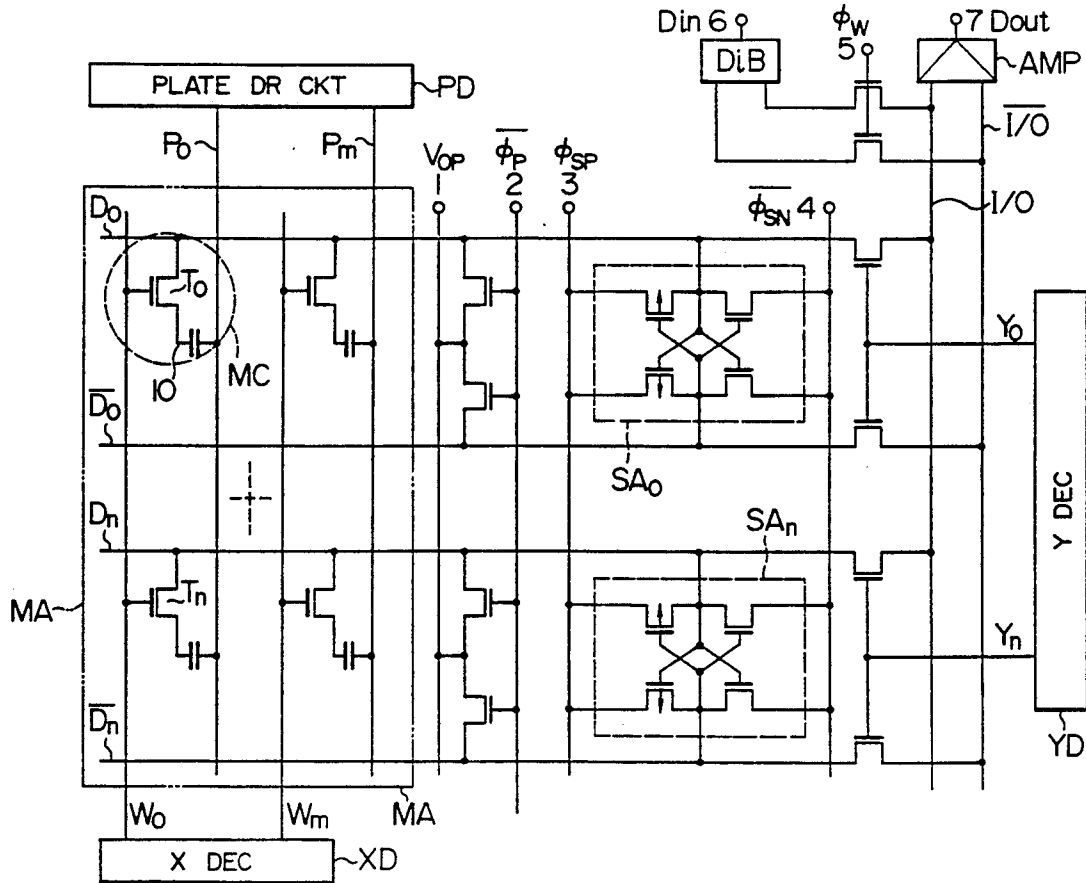 Din 6
ϕW
5
7 Dout
DiB
AMP
PLATE DR CKT
PD
I/O
P0
Pm
VOP
1
ϕP
2
ϕSP
3
ϕSN 4
I/O
D0
T0
10
MC
Y0
D0
SA0
Dn
SAn
Y DEC
MA
Tn
Yn
Dn
YD
W0
Wm
MA
X DEC
XD